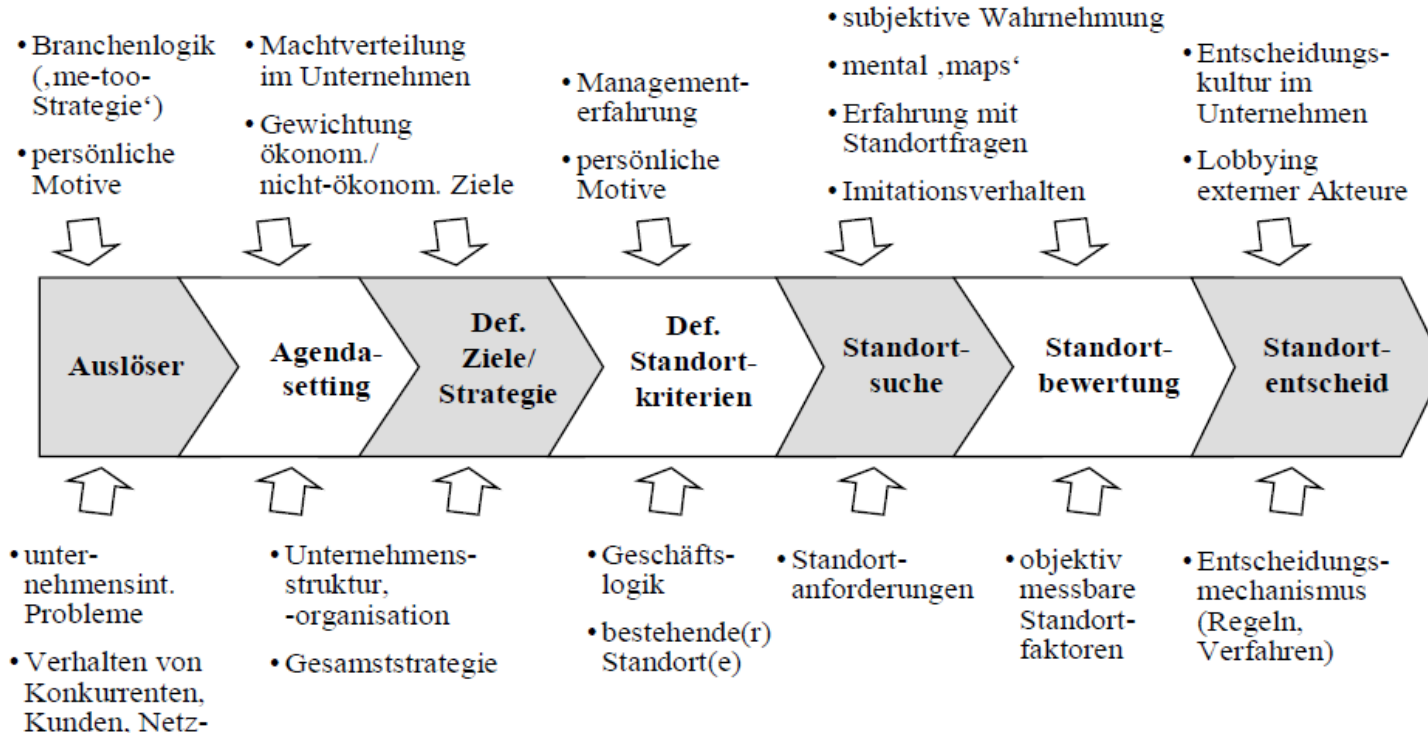 • Branchenlogik
(‚me-too-
Strategie‘)
• persönliche
Motive
• Machtverteilung
im Unternehmen
• Gewichtung
ökonom./
nicht-ökonom. Ziele
• Management-
erfahrung
• persönliche
Motive
• subjektive Wahrnehmung
• mental ‚maps‘
• Erfahrung mit
Standortfragen
• Imitationsverhalten
• Entscheidungs-
kultur im
Unternehmen
• Lobbying
externer Akteure
Auslöser
Agenda-
setting
Def.
Ziele/
Strategie
Def.
Standort-
kriterien
Standort-
suche
Standort-
bewertung
Standort-
entscheid
• unter-
nehmensint.
Probleme
• Verhalten von
Konkurrenten,
Kunden, Netz-
• Unternehmens-
struktur,
-organisation
• Gesamststrategie
• Geschäfts-
logik
• bestehende(r)
Standort(e)
• Standort-
anforderungen
• objektiv
messbare
Standort-
faktoren
• Entscheidungs-
mechanismus
(Regeln,
Verfahren)